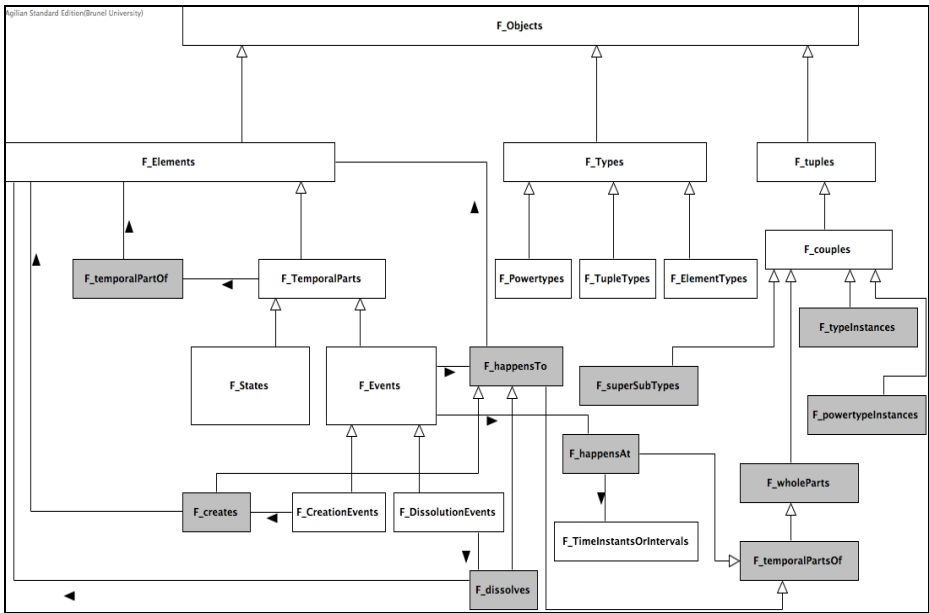 Agilian Standard Edition(Brunel University)
F_Objects
F_Elements
F_Types
F_tuples
F_couples
F_temporalPartOf
F_TemporalParts
F_Powertypes
F_TupleTypes
F_ElementTypes
F_typeInstances
F_States
F_Events
F_happensTo
F_superSubTypes
F_powertypeInstances
F_happensAt
F_wholeParts
F_creates
F_CreationEvents
F_DissolutionEvents
F_TimeInstantsOrIntervals
F_temporalPartsOf
F_dissolves